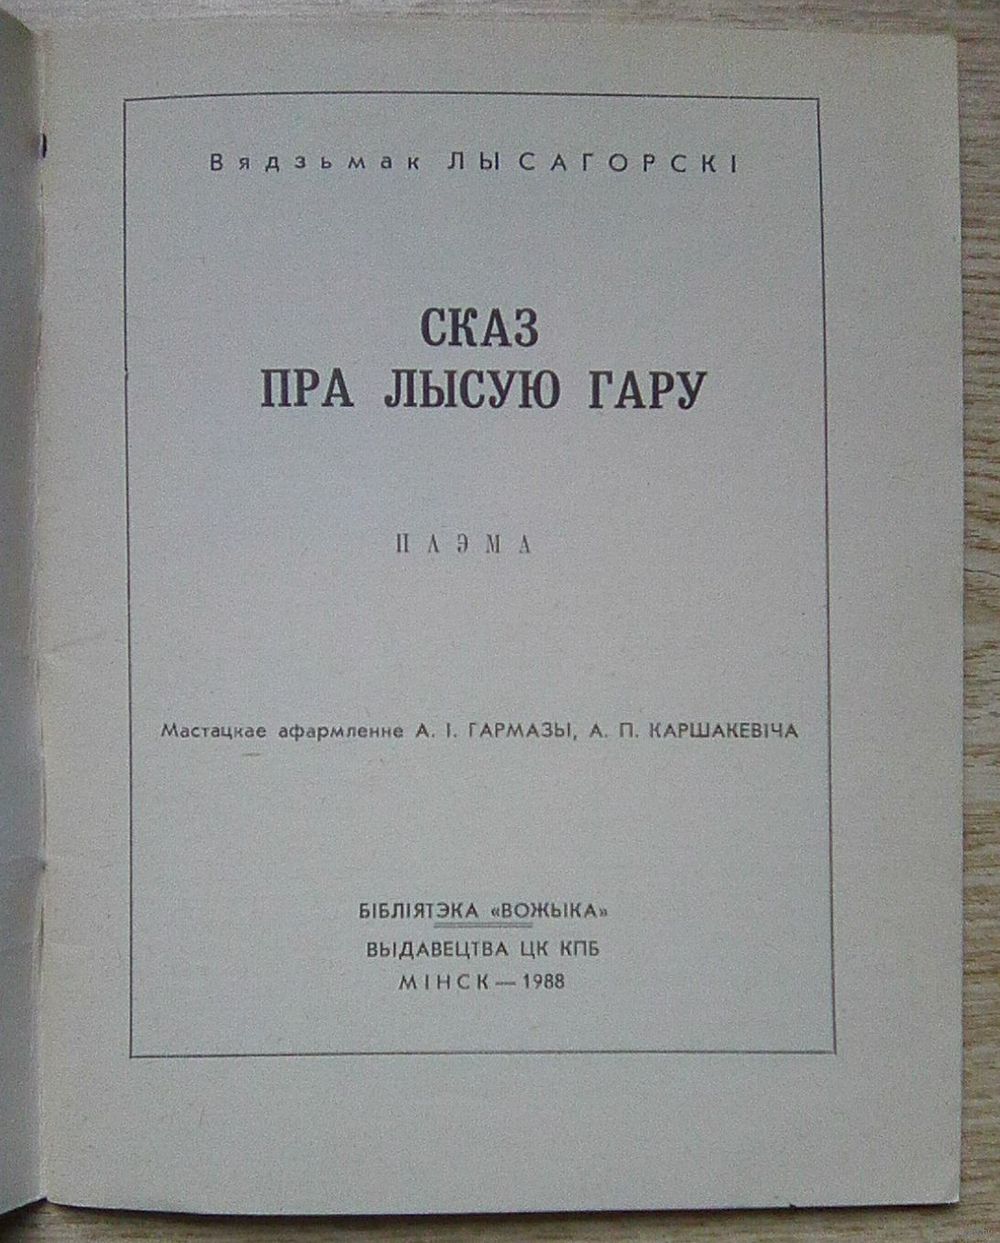 Вядзьмак ЛЫСАГОРСКІ
СКАЗ
ПРА ЛЫСУЮ ГАРУ
ПАЭМА
Мастацкае афармленне А. І. ГАРМАЗЫ, А. П. КАРШАКЕВІЧА
БІБЛІЯТЭКА «ВОЖЫКА»
ВЫДАВЕЦТВА ЦК КПБ
МІНСК — 1988